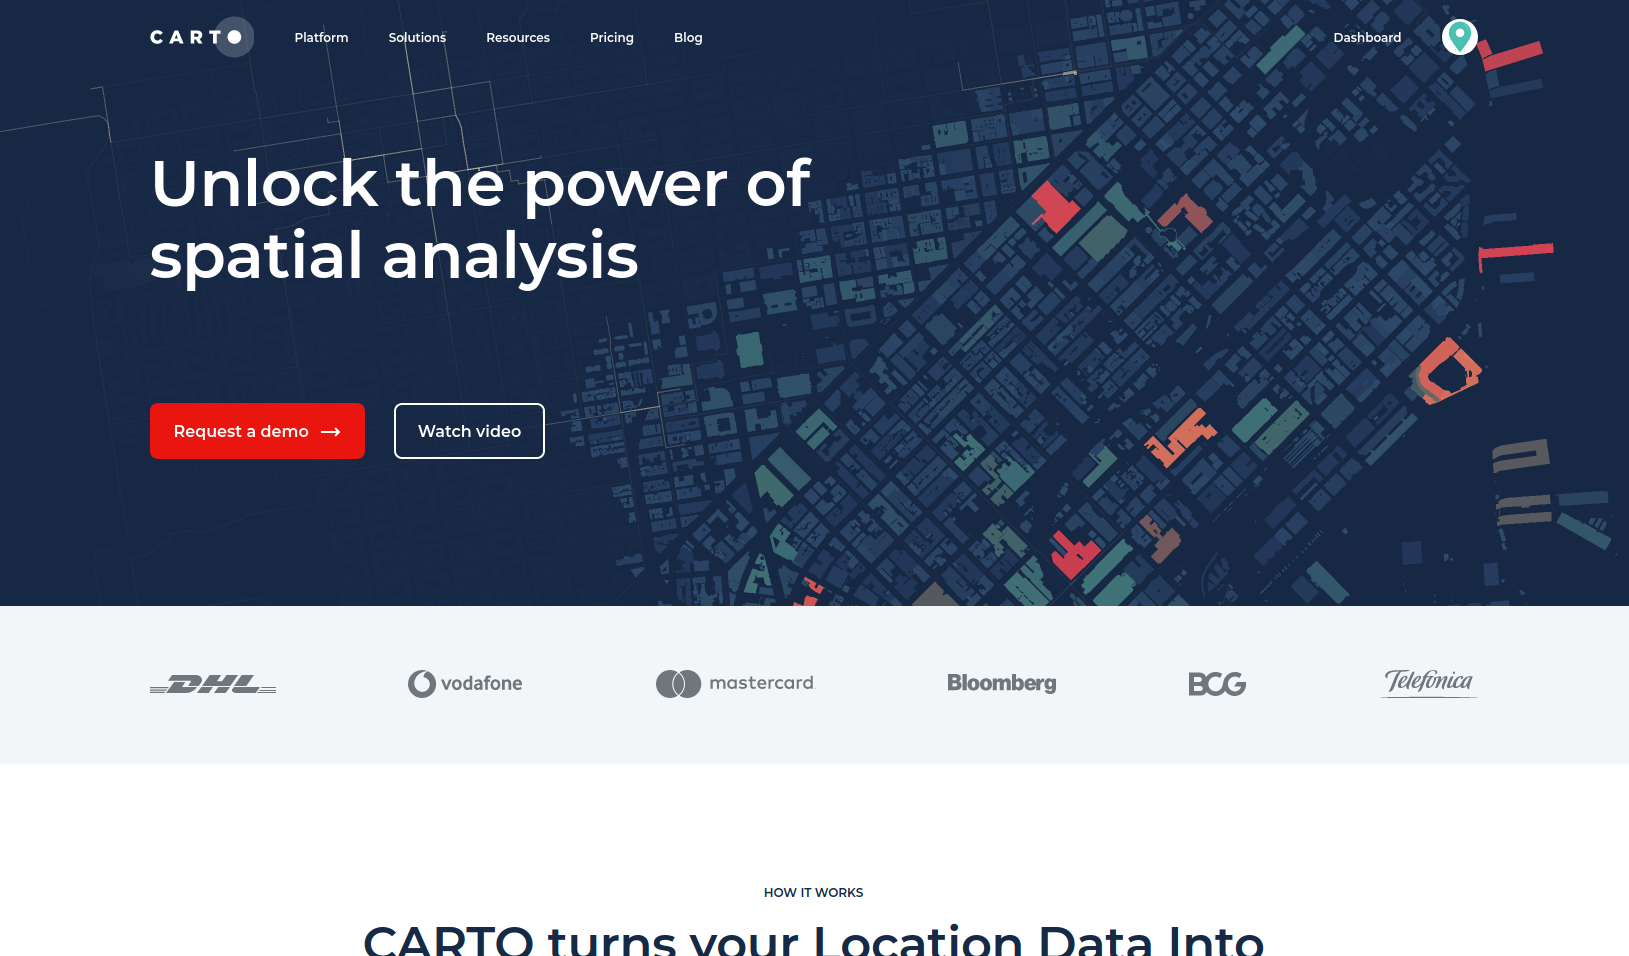 CARTO
Platform
Solutions
Resources
Pricing
Blog
Dashboard
Unlock the power of
spatial analysis
Request a demo
Watch video
DHL
vodafone
mastercard
Bloomberg
BCG
Telefónica
HOW IT WORKS
CARTO turns your Location Data Into